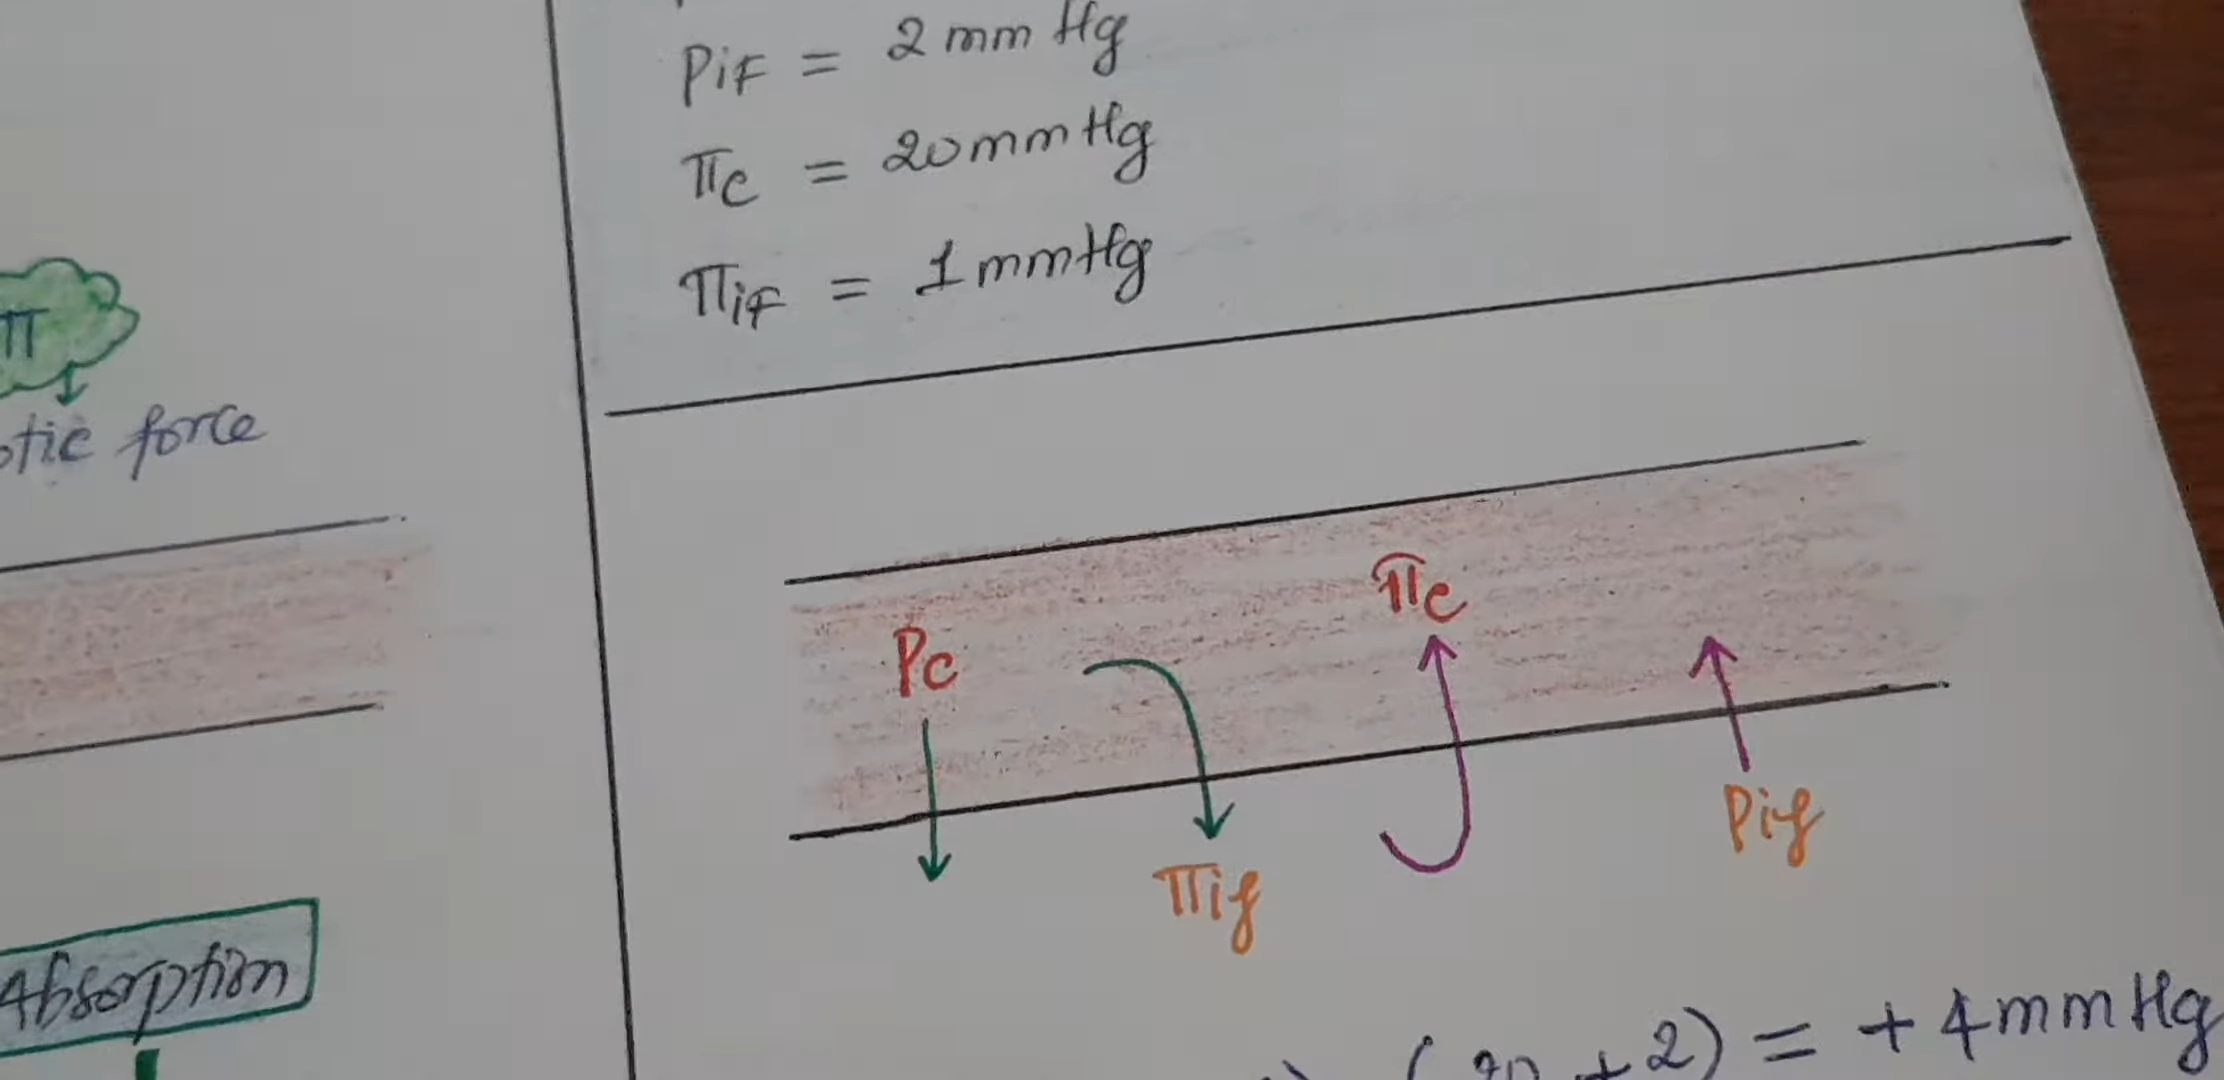 Pif = 2 mm Hg
πc = 20 mm Hg
πif = 1 mm Hg
π
force
Pc
πc
πif
Pif
Absorption
(20 + 2) = + 4 mm Hg